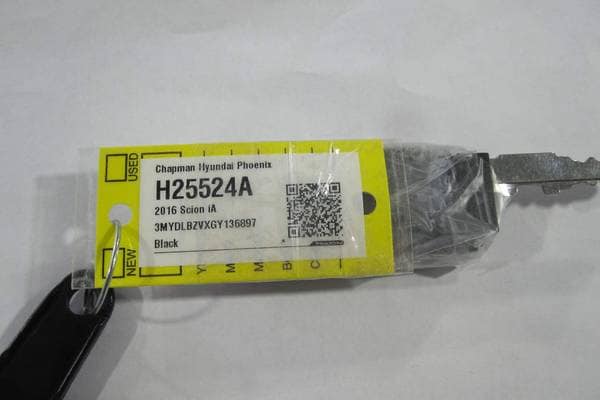 Chapman Hyundai Phoenix
H25524A
2016 Scion iA
3MYDLBZVXGY136897
Black
USED
NEW
Y
M
M
B
C